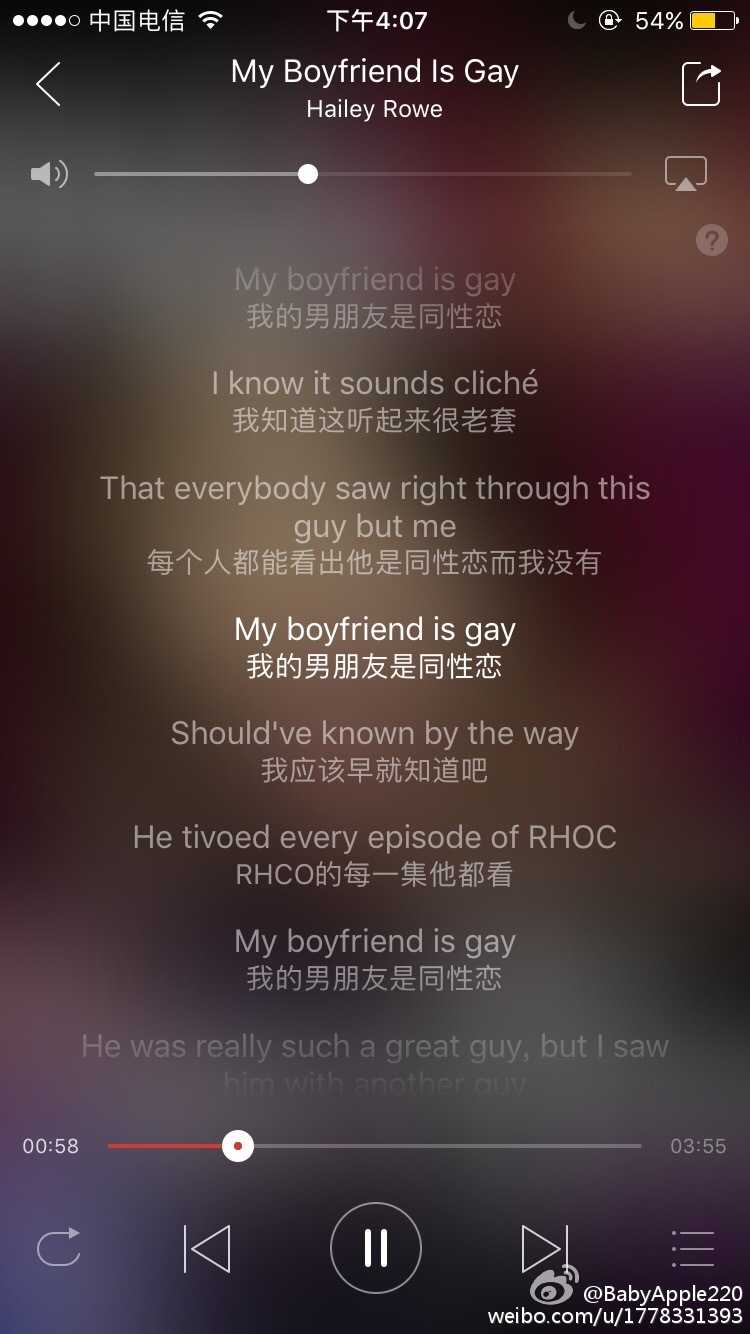 中国电信 下午4:07 54%
My Boyfriend Is Gay
Hailey Rowe
?
My boyfriend is gay
我的男朋友是同性恋
I know it sounds cliché
我知道这听起来很老套
That everybody saw right through this
guy but me
每个人都能看出他是同性恋而我没有
My boyfriend is gay
我的男朋友是同性恋
Should've known by the way
我应该早就知道吧
He tivoed every episode of RHOC
RHCO的每一集他都看
My boyfriend is gay
我的男朋友是同性恋
He was really such a great guy, but I saw
him with another guy
00:58 03:55
@BabyApple220
weibo.com/u/1778331393